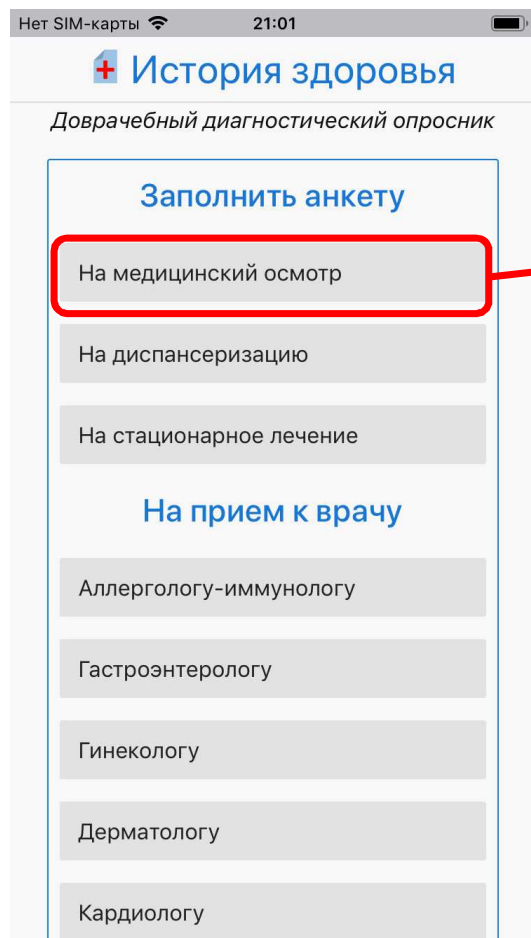 Нет SIM-карты 21:01
История здоровья
Доврачебный диагностический опросник
Заполнить анкету
На медицинский осмотр
На диспансеризацию
На стационарное лечение
На прием к врачу
Аллергологу-иммунологу
Гастроэнтерологу
Гинекологу
Дерматологу
Кардиологу